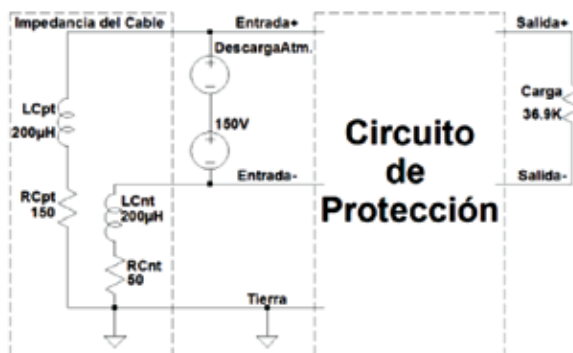 Impedancia del Cable
Entrada+
Salida+
DescargaAtm.
LCpt
200µH
Carga
36.9K
150V
Circuito
de
Protección
Entrada-
Salida-
RCpt
150
LCnt
200µH
RCnt
50
Tierra